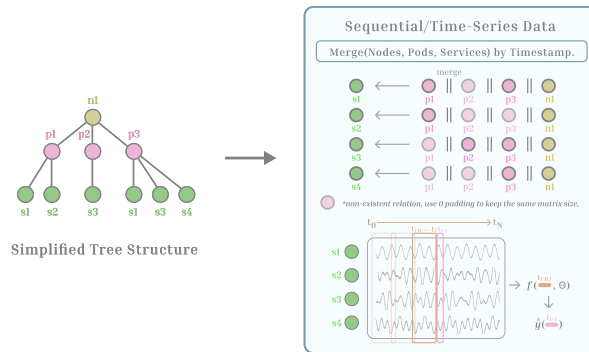 Sequential/Time-Series Data
Merge(Nodes, Pods, Services) by Timestamp.
merge
s1 p1 || p2 || p3 || n1
s2 p1 || p2 || p3 || n1
s3 p1 || p2 || p3 || n1
s4 p1 || p2 || p3 || n1
*non-existent relation, use 0 padding to keep the same matrix size.
n1
p1 p2 p3
s1 s2 s3 s1 s3 s4
Simplified Tree Structure
t0 tN
s1
s2
s3
s4
f( , Θ)
ŷ( )